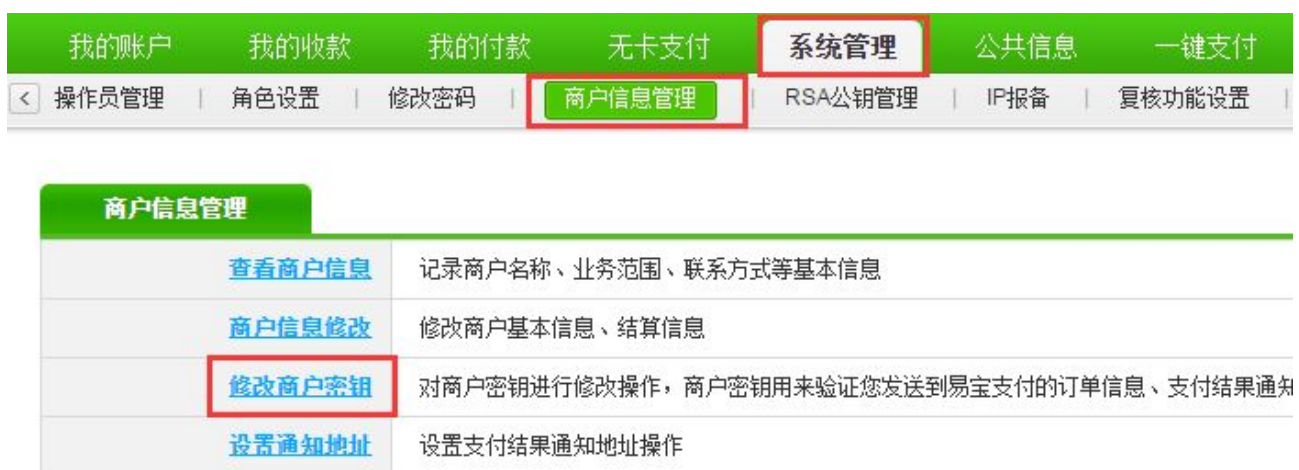 我的账户 我的收款 我的付款 无卡支付 系统管理 公共信息 一键支付
< 操作员管理 | 角色设置 | 修改密码 | 商户信息管理 | RSA公钥管理 | IP报备 | 复核功能设置 |
商户信息管理
查看商户信息 记录商户名称、业务范围、联系方式等基本信息
商户信息修改 修改商户基本信息、结算信息
修改商户密钥 对商户密钥进行修改操作，商户密钥用来验证您发送到易宝支付的订单信息、支付结果通知
设置通知地址 设置支付结果通知地址操作